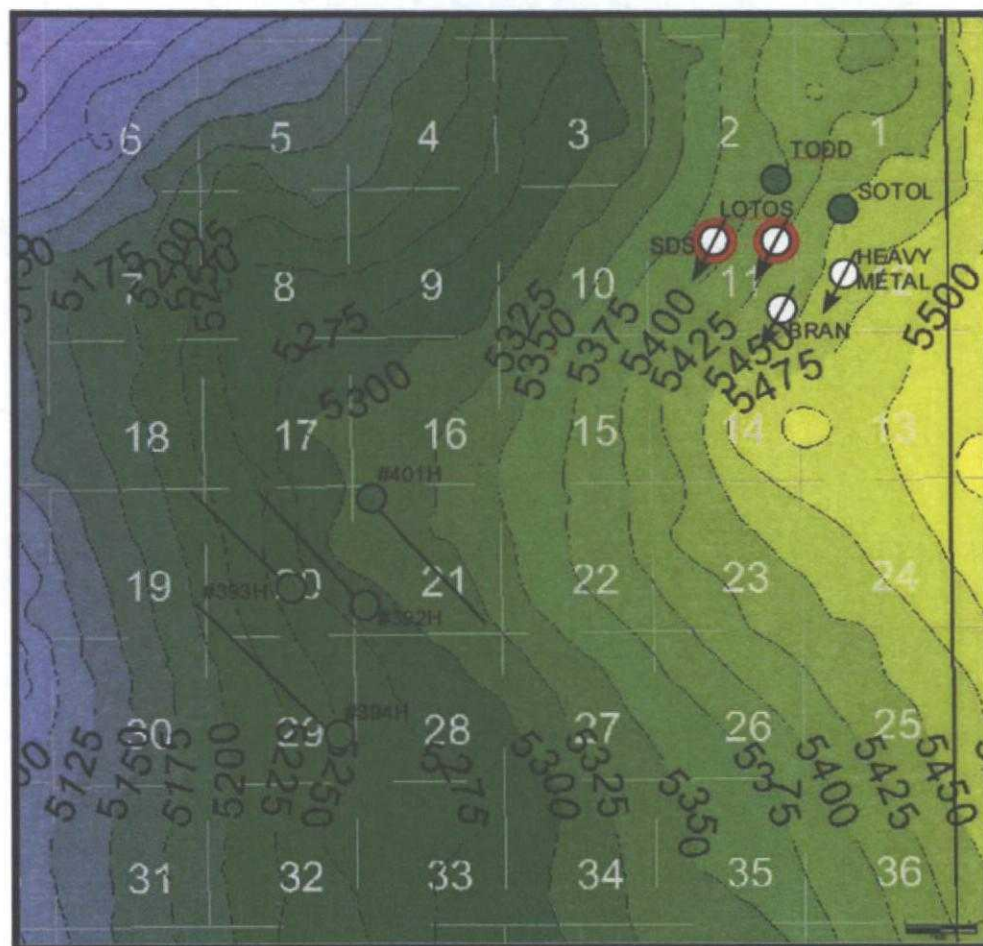 6 5 4 3 2 1
TODD
SOTOL
LOTOS
SDS
HEAVY
METAL
BRAN
7 8 9 10 11
5175 5200 5275 5300 5325 5350 5375 5400 5425 5450 5475 5500
18 17 16 15 14 13
#401H
19 20 21 22 23 24
#393H
#392H
#394H
30 29 28 27 26 25
5125 5150 5175 5200 5225 5250 5275 5300 5325 5350 5375 5400 5425 5450
31 32 33 34 35 36